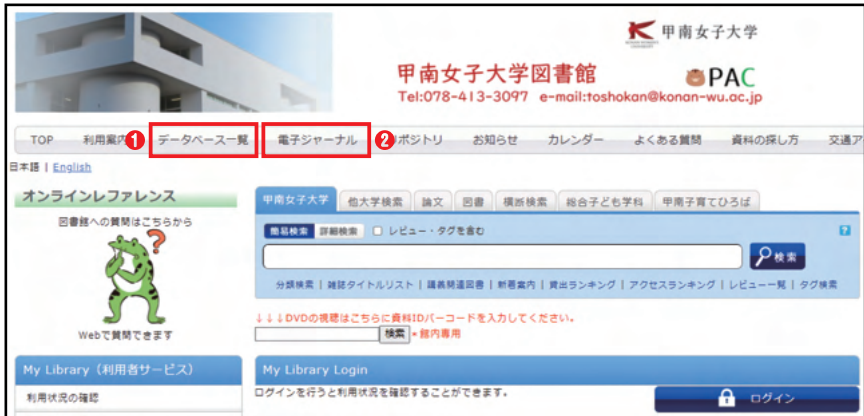 甲南女子大学
甲南女子大学図書館
OPAC
Tel:078-413-3097 e-mail:toshokan@konan-wu.ac.jp
TOP 利用案内 ❶ データベース一覧 電子ジャーナル ❷ リポジトリ お知らせ カレンダー よくある質問 資料の探し方 交通ア
日本語 | English
オンラインレファレンス
図書館への質問はこちらから
Webで質問できます
甲南女子大学 他大学検索 論文 図書 横断検索 総合子ども学科 甲南子育てひろば
簡易検索 詳細検索 レビュー・タグを含む ?
検索
分類検索 | 雑誌タイトルリスト | 講義関連図書 | 新着案内 | 貸出ランキング | アクセスランキング | レビュー一覧 | タグ検索
↓↓↓DVDの視聴はこちらに資料IDバーコードを入力してください。
検索 *館内専用
My Library（利用者サービス）
利用状況の確認
My Library Login
ログインを行うと利用状況を確認することができます。
ログイン